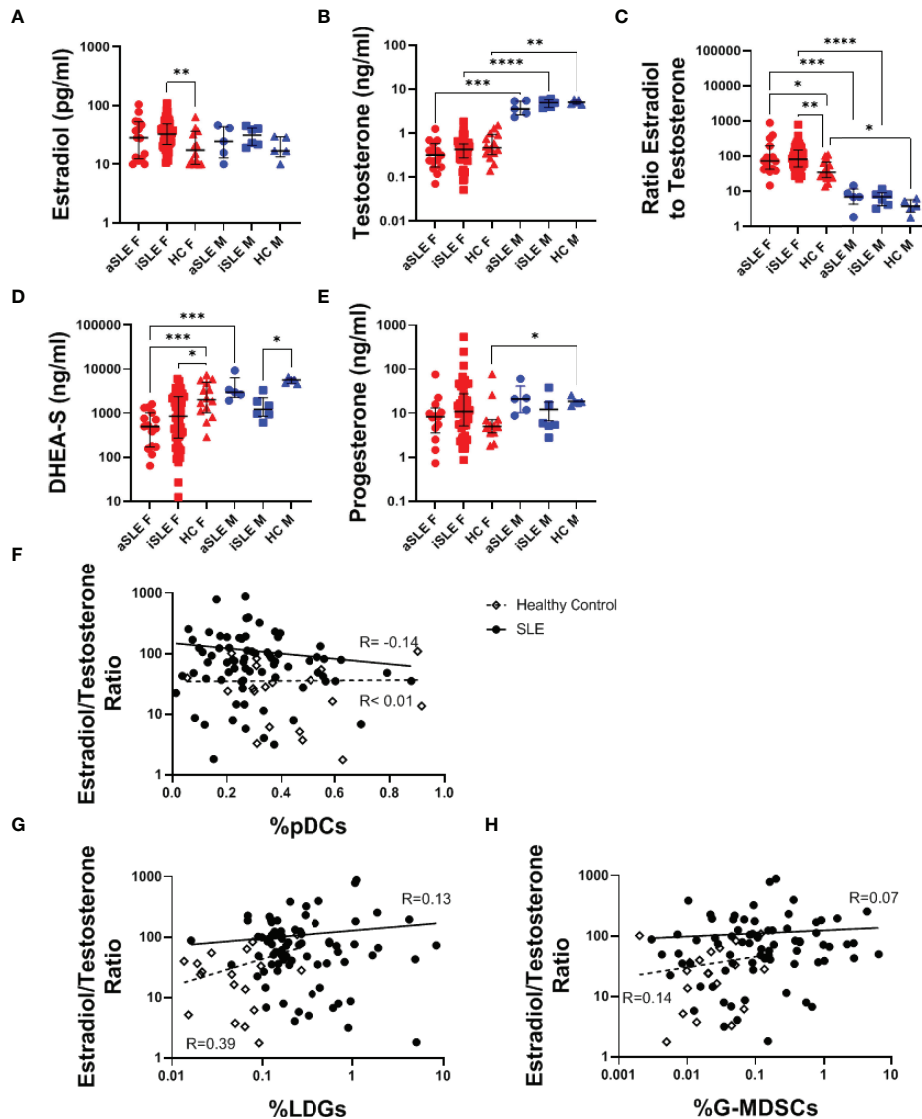 A
Estradiol (pg/ml)
1000
100
10
1
**
aSLE F
iSLE F
HC F
aSLE M
iSLE M
HC M
B
Testosterone (ng/ml)
100
10
1
0.1
0.01
**
****
***
aSLE F
iSLE F
HC F
aSLE M
iSLE M
HC M
C
Ratio Estradiol
to Testosterone
100000
10000
1000
100
10
1
****
***
*
**
*
aSLE F
iSLE F
HC F
aSLE M
iSLE M
HC M
D
DHEA-S (ng/ml)
100000
10000
1000
100
10
***
***
*
*
aSLE F
iSLE F
HC F
aSLE M
iSLE M
HC M
E
Progesterone (ng/ml)
1000
100
10
1
0.1
*
aSLE F
iSLE F
HC F
aSLE M
iSLE M
HC M
F
Estradiol/Testosterone
Ratio
1000
100
10
1
R= -0.14
R< 0.01
0.0 0.2 0.4 0.6 0.8 1.0
%pDCs
Healthy Control
SLE
G
Estradiol/Testosterone
Ratio
1000
100
10
1
R=0.13
R=0.39
0.01 0.1 1 10
%LDGs
H
Estradiol/Testosterone
Ratio
1000
100
10
1
R=0.07
R=0.14
0.001 0.01 0.1 1 10
%G-MDSCs